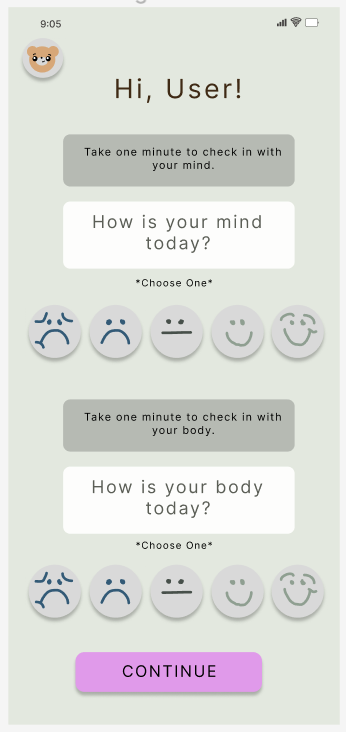 9:05
Hi, User!
Take one minute to check in with
your mind.
How is your mind
today?
*Choose One*
Take one minute to check in with
your body.
How is your body
today?
*Choose One*
CONTINUE